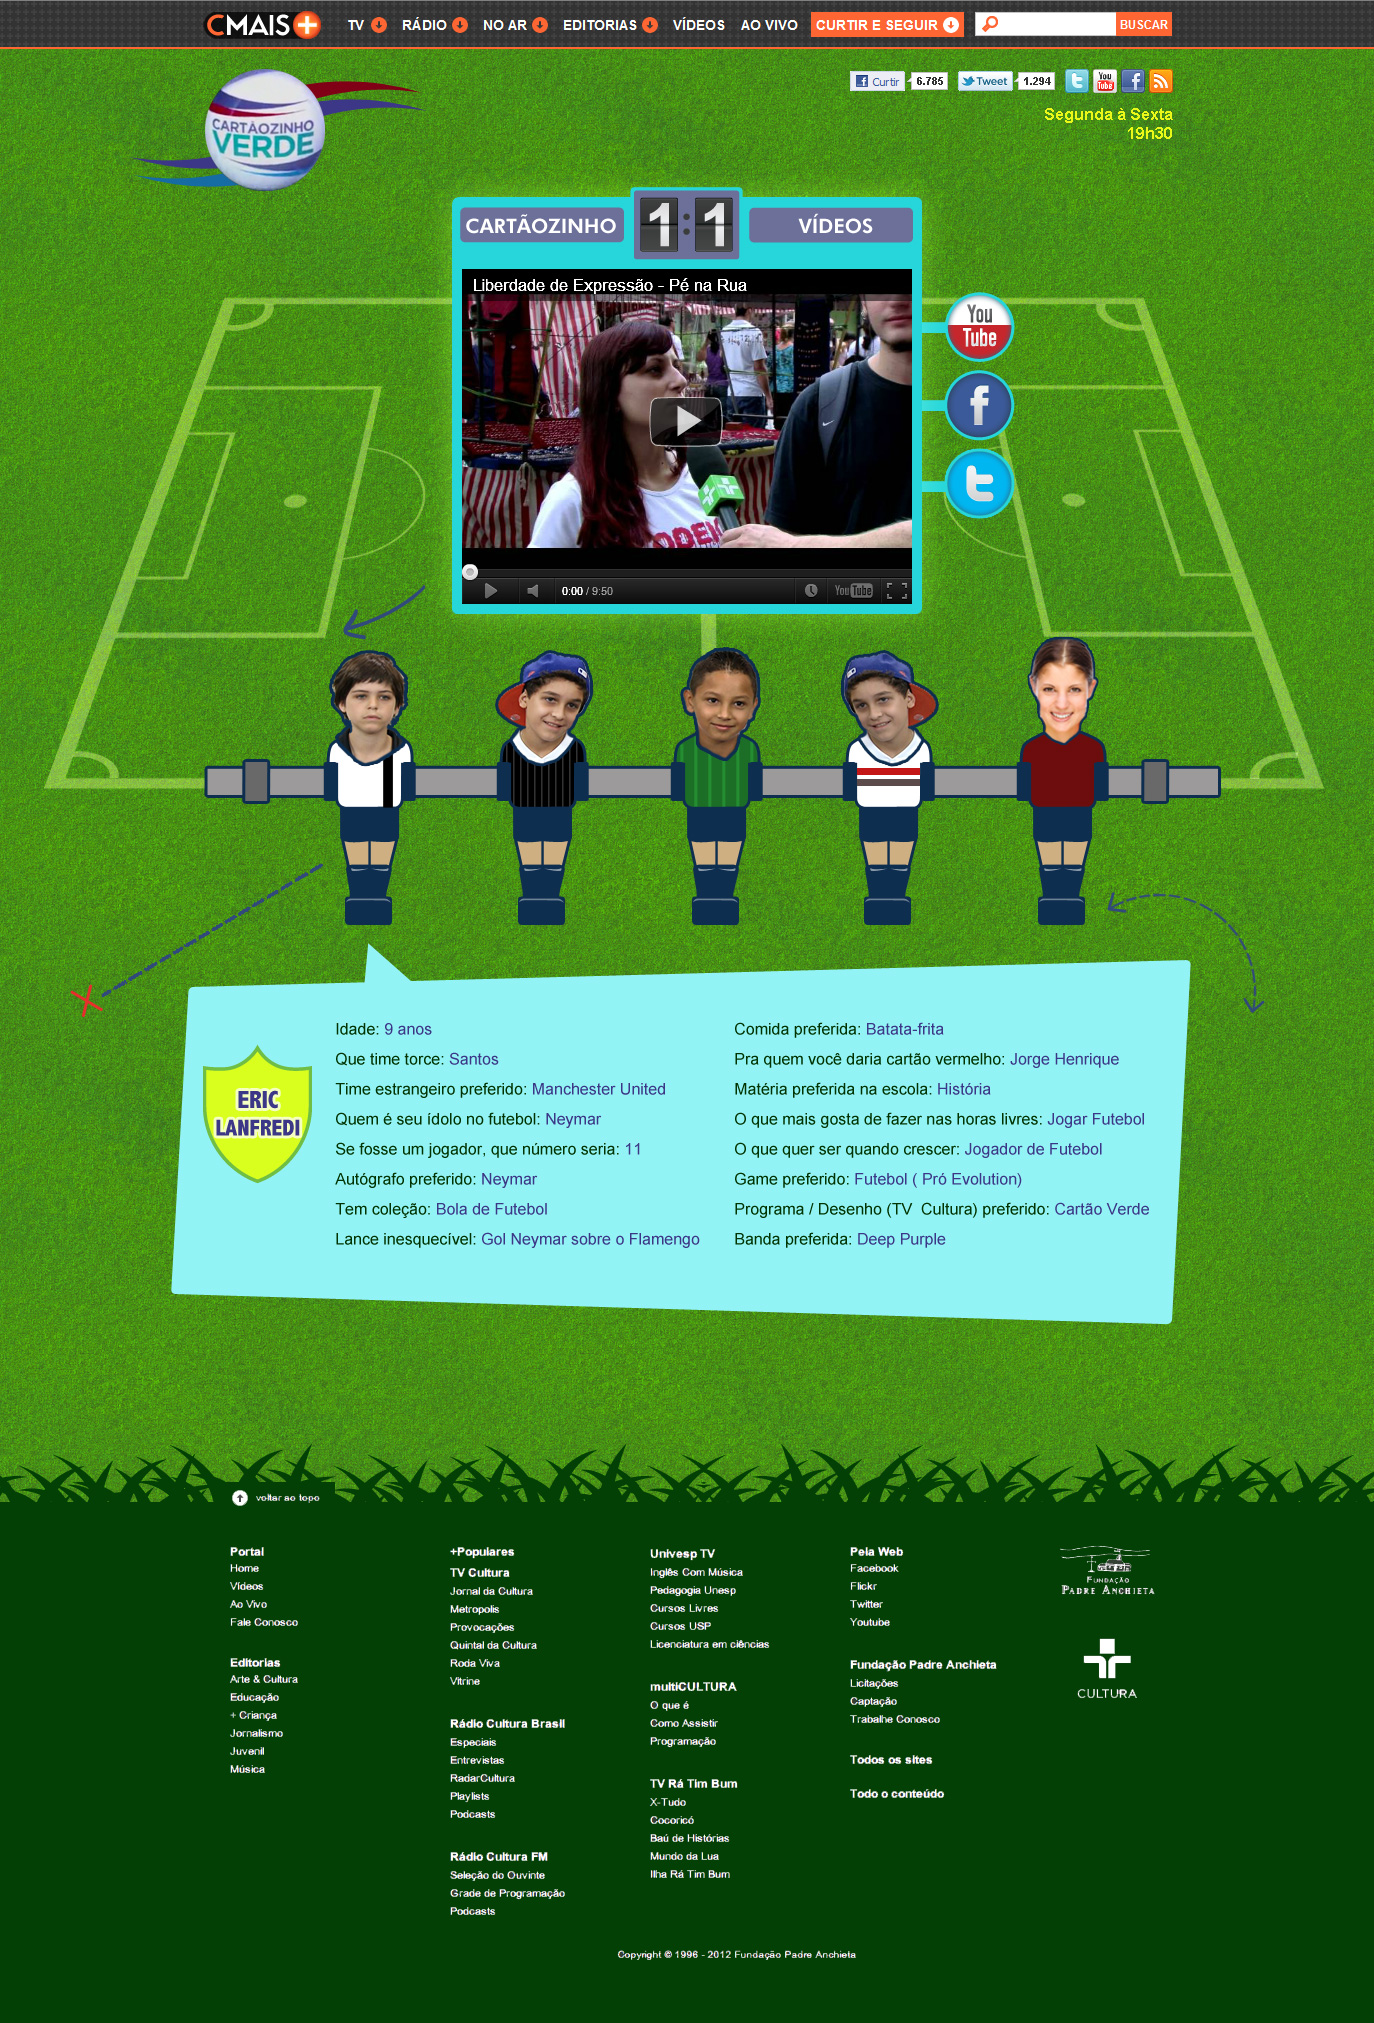 CMAIS+
TV RÁDIO NO AR EDITORIAS VÍDEOS AO VIVO CURTIR E SEGUIR BUSCAR
CARTÃOZINHO
VERDE
Curtir 6.785 Tweet 1.294
You
Tube
Segunda à Sexta
19h30
CARTÃOZINHO 1:1 VÍDEOS
Liberdade de Expressão - Pé na Rua
You
Tube
0:00 / 9:50 YouTube
ERIC
LANFREDI
Idade: 9 anos
Que time torce: Santos
Time estrangeiro preferido: Manchester United
Quem é seu ídolo no futebol: Neymar
Se fosse um jogador, que número seria: 11
Autógrafo preferido: Neymar
Tem coleção: Bola de Futebol
Lance inesquecível: Gol Neymar sobre o Flamengo
Comida preferida: Batata-frita
Pra quem você daria cartão vermelho: Jorge Henrique
Matéria preferida na escola: História
O que mais gosta de fazer nas horas livres: Jogar Futebol
O que quer ser quando crescer: Jogador de Futebol
Game preferido: Futebol ( Pró Evolution)
Programa / Desenho (TV  Cultura) preferido: Cartão Verde
Banda preferida: Deep Purple
voltar ao topo
Portal
Home
Vídeos
Ao Vivo
Fale Conosco
Editorias
Arte & Cultura
Educação
+ Criança
Jornalismo
Juvenil
Música
+Populares
TV Cultura
Jornal da Cultura
Metropolis
Provocações
Quintal da Cultura
Roda Viva
Vitrine
Rádio Cultura Brasil
Especiais
Entrevistas
RadarCultura
Playlists
Podcasts
Rádio Cultura FM
Seleção do Ouvinte
Grade de Programação
Podcasts
Univesp TV
Inglês Com Música
Pedagogia Unesp
Cursos Livres
Cursos USP
Licenciatura em ciências
multiCULTURA
O que é
Como Assistir
Programação
TV Rá Tim Bum
X-Tudo
Cocoricó
Baú de Histórias
Mundo da Lua
Ilha Rá Tim Bum
Pela Web
Facebook
Flickr
Twitter
Youtube
Fundação Padre Anchieta
Licitações
Captação
Trabalhe Conosco
Todos os sites
Todo o conteúdo
FUNDAÇÃO
PADRE ANCHIETA
CULTURA
Copyright © 1996 - 2012 Fundação Padre Anchieta